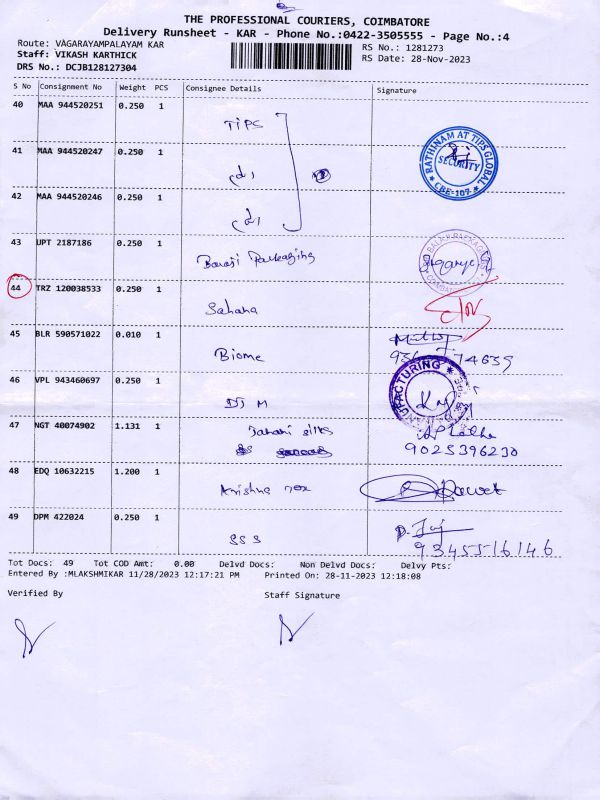 THE PROFESSIONAL COURIERS, COIMBATORE
Delivery Runsheet - KAR - Phone No.:0422-3505555 - Page No.:4
Route: VAGARAYAMPALAYAM KAR
RS No.: 1281273
Staff: VIKASH KARTHICK
RS Date: 28-Nov-2023
DRS No.: DCJB128127304
S No Consignment No Weight PCS Consignee Details Signature
40 MAA 944520251 0.250 1
TIPS
RATHINAM AT TIPS GLOBAL
SECURITY
CBE-107
41 MAA 944520247 0.250 1
42 MAA 944520246 0.250 1
43 UPT 2187186 0.250 1
Balaji Packaging
44 TRZ 120038533 0.250 1
Sahana
45 BLR 590571022 0.010 1
Biome
46 VPL 943460697 0.250 1
DJ M
47 NGT 40074902 1.131 1
silks
9025396230
48 EDQ 10632215 1.200 1
Krishna
49 DPM 422024 0.250 1
SSS
9345516146
Tot Docs: 49 Tot COD Amt: 0.00 Delvd Docs: Non Delvd Docs: Delvy Pts:
Entered By :MLAKSHMIKAR 11/28/2023 12:17:21 PM Printed On: 28-11-2023 12:18:08
Verified By Staff Signature